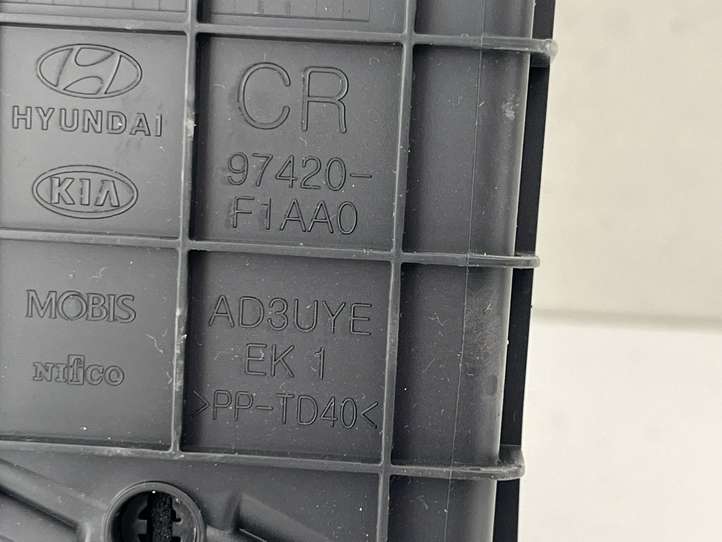 HYUNDAI
KIA
MOBIS
NIFCO
CR
97420-
F1AA0
AD3UYE
EK 1
>PP-TD40<